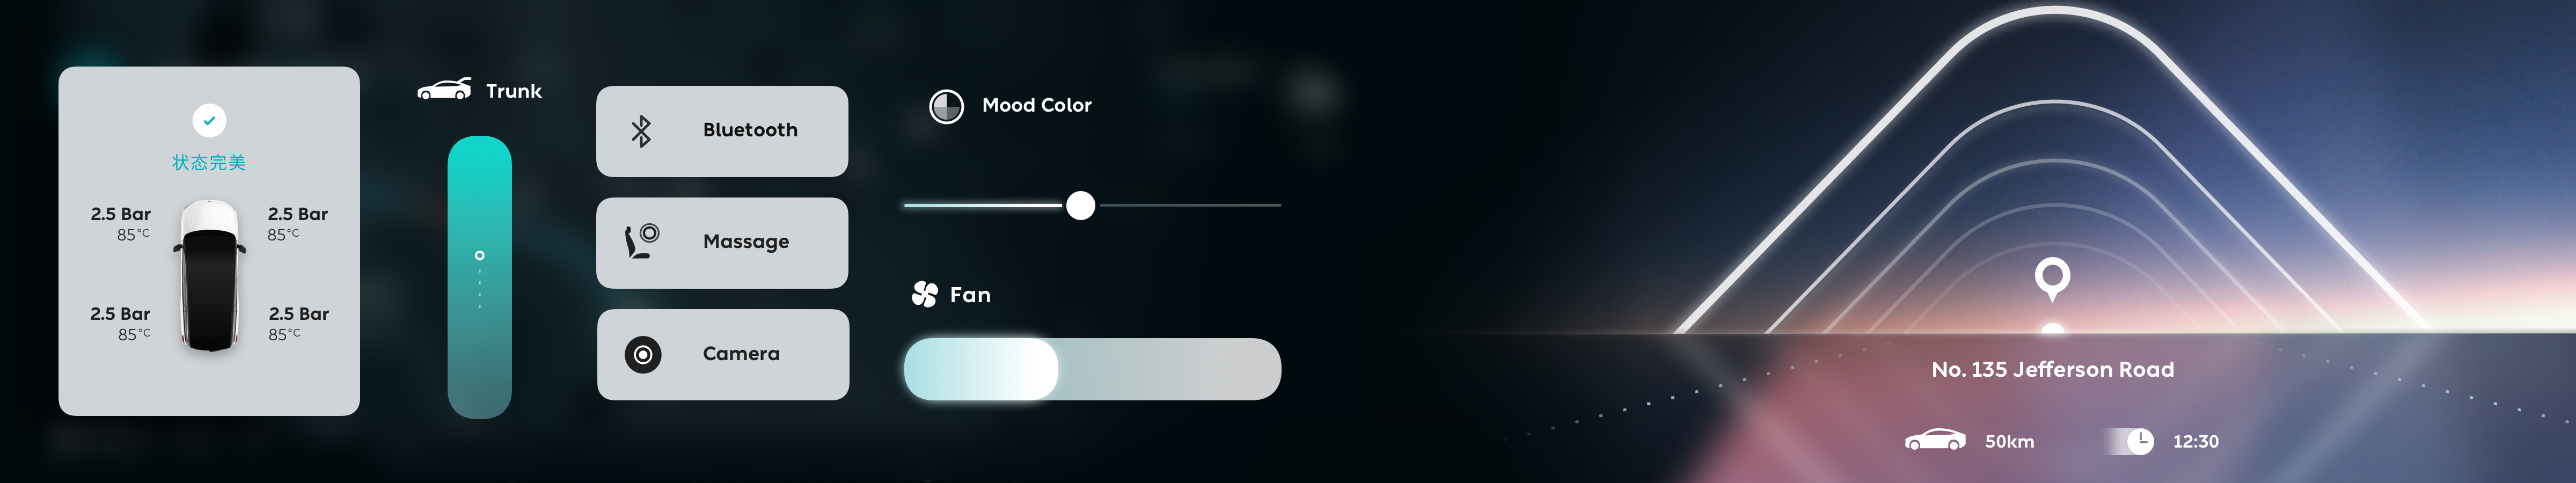 状态完美
2.5 Bar
85°C
2.5 Bar
85°C
2.5 Bar
85°C
2.5 Bar
85°C
Trunk
Bluetooth
Massage
Camera
Mood Color
Fan
No. 135 Jefferson Road
50km
12:30